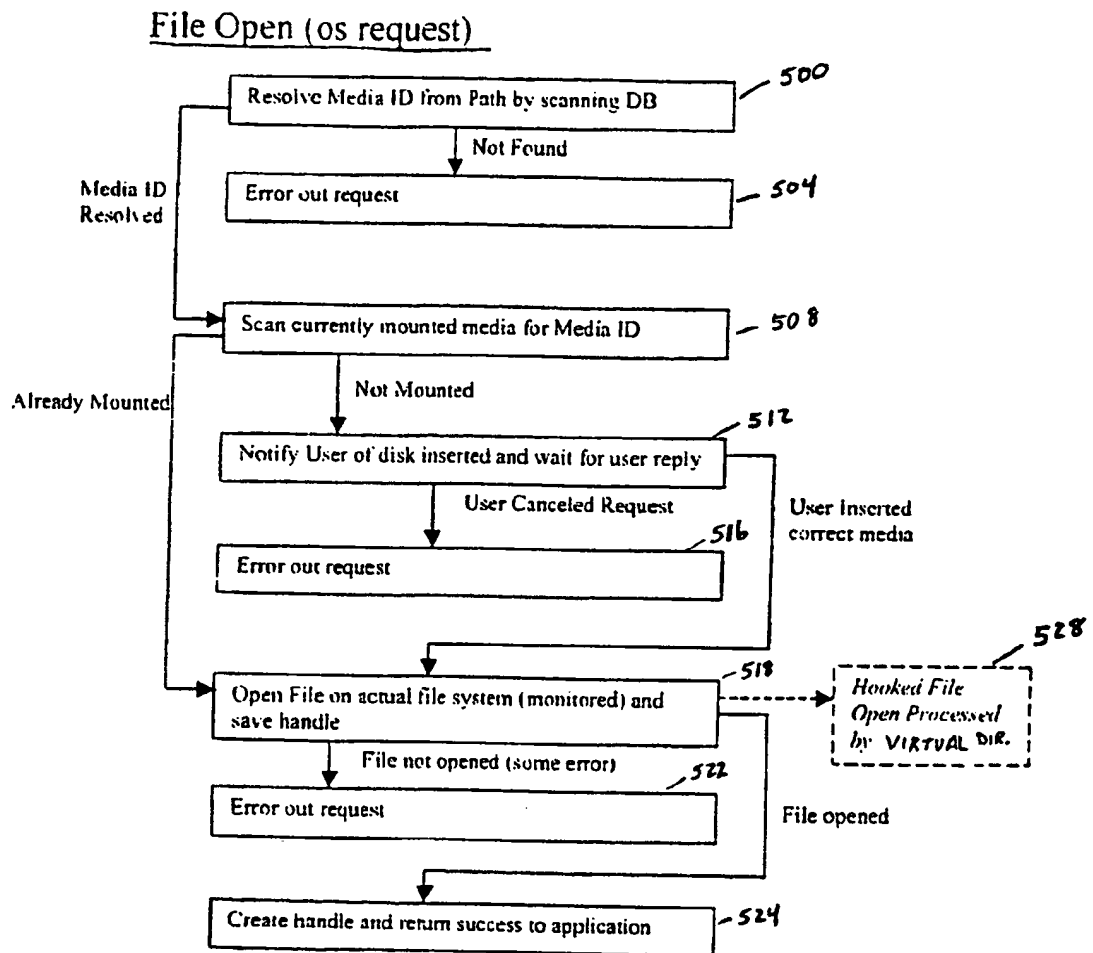 File Open (os request)
500
Resolve Media ID from Path by scanning DB
Not Found
504
Error out request
Media ID
Resolved
508
Scan currently mounted media for Media ID
Already Mounted
Not Mounted
512
Notify User of disk inserted and wait for user reply
User Canceled Request
User Inserted
correct media
516
Error out request
528
518
Open File on actual file system (monitored) and
save handle
Hooked File
Open Processed
by VIRTUAL DIR.
File not opened (some error)
522
Error out request
File opened
Create handle and return success to application
524